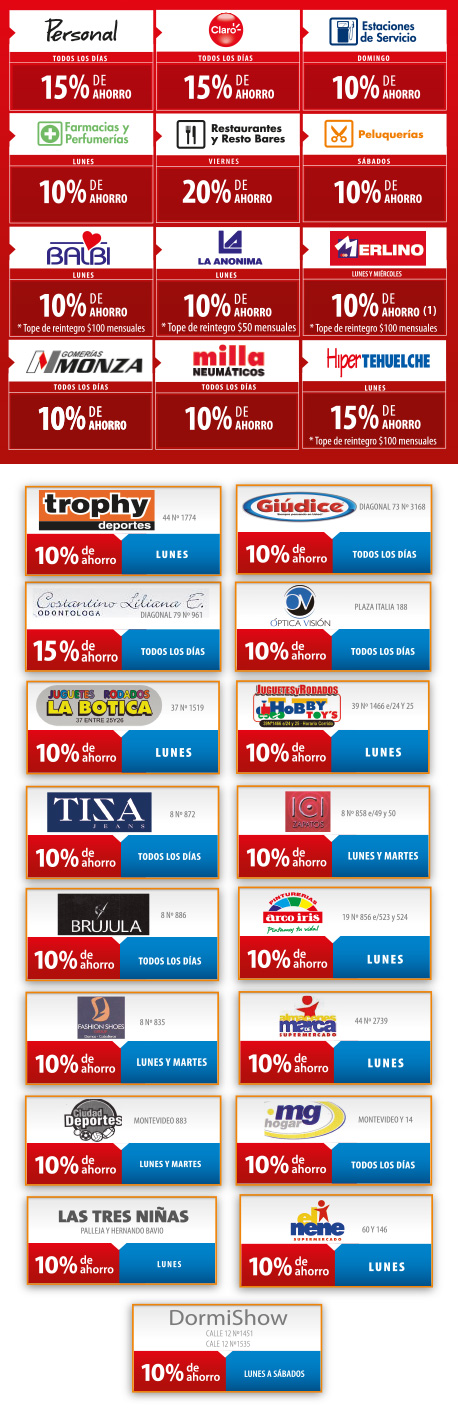 Personal
TODOS LOS DÍAS
15% DE AHORRO
Claro
TODOS LOS DÍAS
15% DE AHORRO
Estaciones
de Servicio
DOMINGO
10% DE AHORRO
Farmacias y
Perfumerías
LUNES
10% DE AHORRO
Restaurantes
y Resto Bares
VIERNES
20% DE AHORRO
Peluquerías
SÁBADOS
10% DE AHORRO
BALBI
LUNES
10% DE AHORRO
* Tope de reintegro $100 mensuales
LA ANONIMA
LUNES
10% DE AHORRO
* Tope de reintegro $50 mensuales
MERLINO
LUNES Y MIÉRCOLES
10% DE AHORRO (1)
* Tope de reintegro $100 mensuales
GOMERÍAS
MONZA
TODOS LOS DÍAS
10% DE AHORRO
milla
NEUMÁTICOS
TODOS LOS DÍAS
10% DE AHORRO
HiperTEHUELCHE
LUNES
15% DE AHORRO
* Tope de reintegro $100 mensuales
trophy
deportes
44 Nº 1774
10% de ahorro
LUNES
Giúdice
DIAGONAL 73 Nº 3168
10% de ahorro
TODOS LOS DÍAS
Costantino Liliana E.
ODONTOLOGA
DIAGONAL 79 Nº 961
15% de ahorro
TODOS LOS DÍAS
OV
ÓPTICA VISIÓN
PLAZA ITALIA 188
10% de ahorro
TODOS LOS DÍAS
JUGUETES RODADOS
LA BOTICA
37 ENTRE 25Y26
37 Nº 1519
10% de ahorro
LUNES
JUGUETES y RODADOS
HOBBY
TOY'S
39Nº1466 e/24 y 25 - Horario Corrido
39 Nº 1466 e/24 Y 25
10% de ahorro
LUNES
TIZA
JEANS
8 Nº 872
10% de ahorro
TODOS LOS DÍAS
ICI
ZAPATOS
8 Nº 858 e/49 y 50
10% de ahorro
LUNES Y MARTES
BRUJULA
8 Nº 886
10% de ahorro
TODOS LOS DÍAS
PINTURERIAS
arco iris
Pintamos tu vida!
19 Nº 856 e/523 y 524
10% de ahorro
LUNES
FASHION SHOES
8 Nº 835
10% de ahorro
LUNES Y MARTES
almacenes
marca
SUPERMERCADO
44 Nº 2739
10% de ahorro
LUNES
Ciudad
Deportes
MONTEVIDEO 883
10% de ahorro
LUNES Y MARTES
mg
hogar
MONTEVIDEO Y 14
10% de ahorro
TODOS LOS DÍAS
LAS TRES NIÑAS
PALLEJA Y HERNANDO BAVIO
10% de ahorro
LUNES
el
nene
SUPERMERCADO
60 Y 146
10% de ahorro
LUNES
DormiShow
CALLE 12 Nº1451
CALE 12 Nº1535
10% de ahorro
LUNES A SÁBADOS